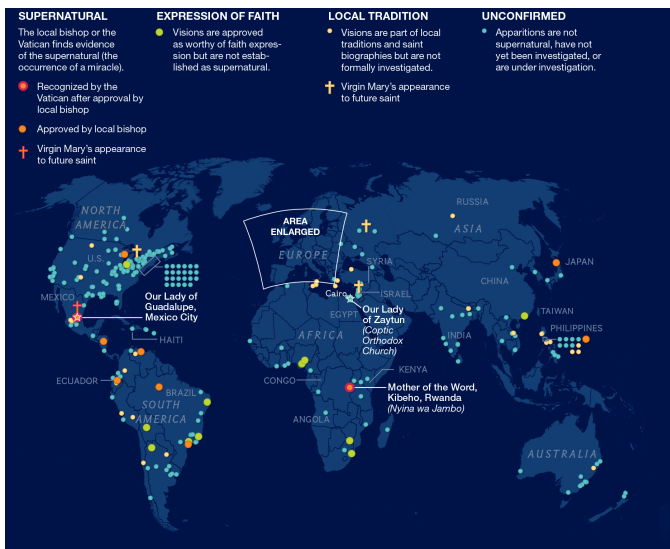 SUPERNATURAL
The local bishop or the
Vatican finds evidence
of the supernatural (the
occurrence of a miracle).
Recognized by the
Vatican after approval by
local bishop
Approved by local bishop
Virgin Mary's appearance
to future saint
EXPRESSION OF FAITH
Visions are approved
as worthy of faith expres-
sion but are not estab-
lished as supernatural.
LOCAL TRADITION
Visions are part of local
traditions and saint
biographies but are not
formally investigated.
Virgin Mary's appearance
to future saint
UNCONFIRMED
Apparitions are not
supernatural, have not
yet been investigated, or
are under investigation.
NORTH
AMERICA
U.S.
MEXICO
Our Lady of
Guadalupe,
Mexico City
HAITI
ECUADOR
BRAZIL
SOUTH
AMERICA
AREA
ENLARGED
EUROPE
RUSSIA
ASIA
SYRIA
ISRAEL
Cairo
EGYPT
Our Lady
of Zaytun
(Coptic
Orthodox
Church)
AFRICA
CONGO
KENYA
Mother of the Word,
Kibeho, Rwanda
(Nyina wa Jambo)
ANGOLA
CHINA
JAPAN
TAIWAN
PHILIPPINES
INDIA
AUSTRALIA